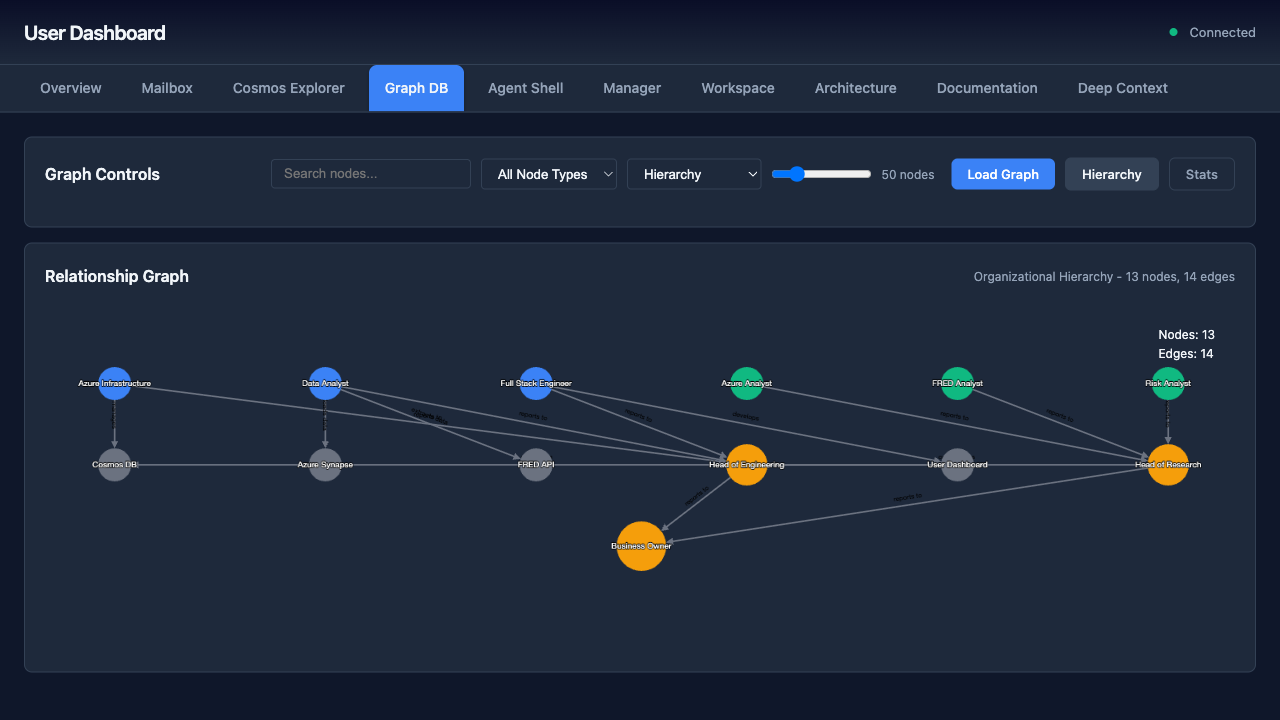 User Dashboard
Connected
Overview
Mailbox
Cosmos Explorer
Graph DB
Agent Shell
Manager
Workspace
Architecture
Documentation
Deep Context
Graph Controls
Search nodes...
All Node Types
Hierarchy
50 nodes
Load Graph
Hierarchy
Stats
Relationship Graph
Organizational Hierarchy - 13 nodes, 14 edges
Nodes: 13
Edges: 14
Azure Infrastructure
Data Analyst
Full Stack Engineer
Azure Analyst
FRED Analyst
Risk Analyst
reports to
reports to
develops
reports to
reports to
Cosmos DB
Azure Synapse
FRED API
Head of Engineering
User Dashboard
Head of Research
reports to
reports to
Business Owner